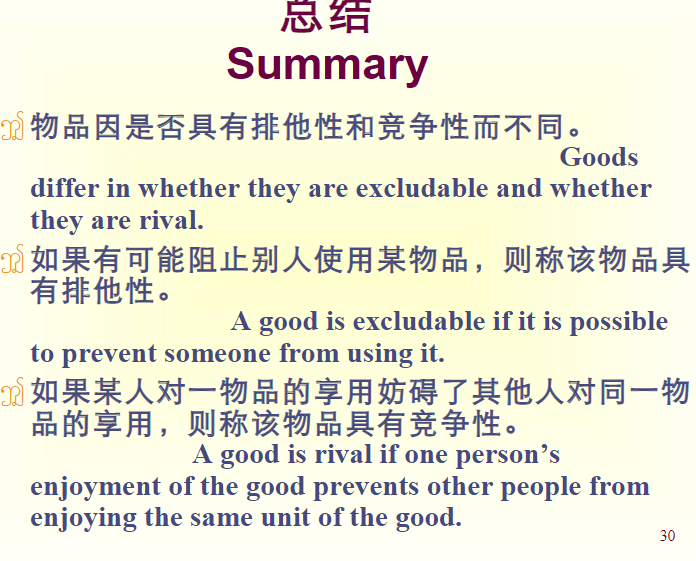 总结
Summary
物品因是否具有排他性和竞争性而不同。
Goods
differ in whether they are excludable and whether
they are rival.
如果有可能阻止别人使用某物品，则称该物品具
有排他性。
A good is excludable if it is possible
to prevent someone from using it.
如果某人对一物品的享用妨碍了其他人对同一物
品的享用，则称该物品具有竞争性。
A good is rival if one person’s
enjoyment of the good prevents other people from
enjoying the same unit of the good.
30